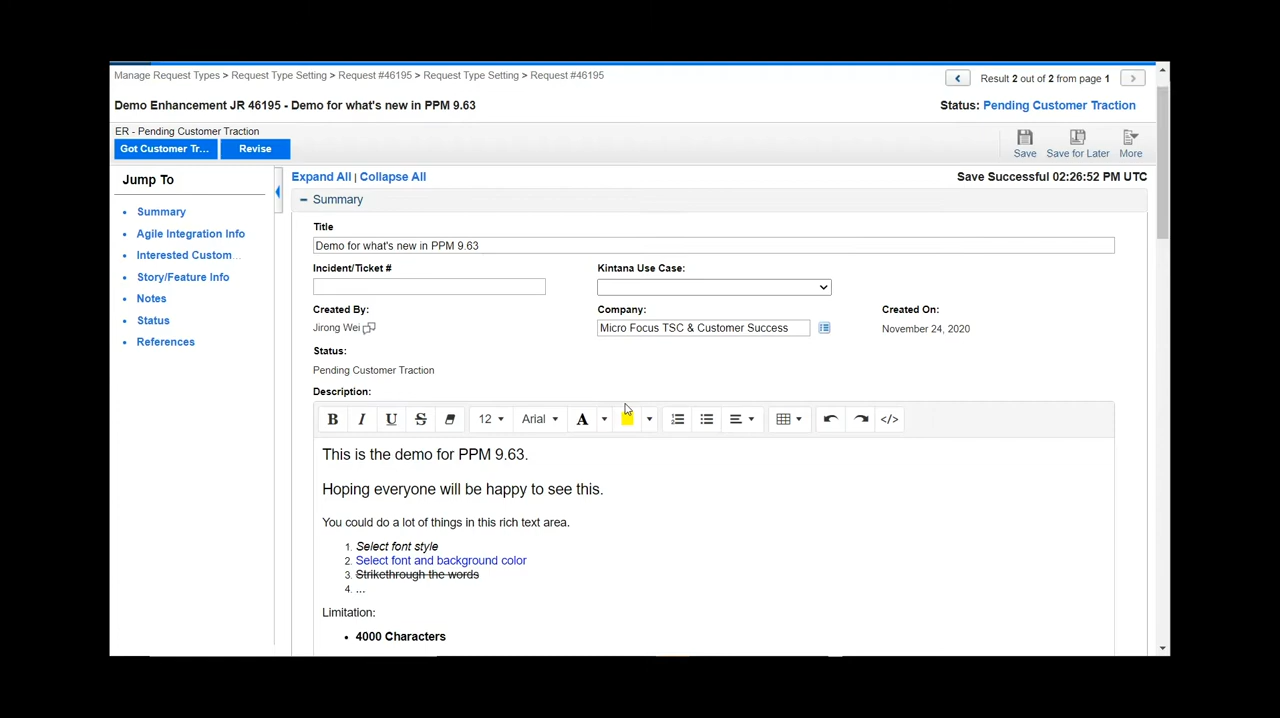 Manage Request Types > Request Type Setting > Request #46195 > Request Type Setting > Request #46195
Result 2 out of 2 from page 1
Demo Enhancement JR 46195 - Demo for what's new in PPM 9.63
Status: Pending Customer Traction
ER - Pending Customer Traction
Got Customer Tr... Revise
Save Save for Later More
Jump To
Expand All | Collapse All
Save Successful 02:26:52 PM UTC
Summary
Agile Integration Info
Interested Custom...
Story/Feature Info
Notes
Status
References
Summary
Title
Demo for what's new in PPM 9.63
Incident/Ticket # Kintana Use Case:
Created By: Company: Created On:
Jirong Wei Micro Focus TSC & Customer Success November 24, 2020
Status:
Pending Customer Traction
Description:
B I U S 12 Arial A </>
This is the demo for PPM 9.63.
Hoping everyone will be happy to see this.
You could do a lot of things in this rich text area.
1. Select font style
2. Select font and background color
3. Strikethrough the words
4. ...
Limitation:
• 4000 Characters